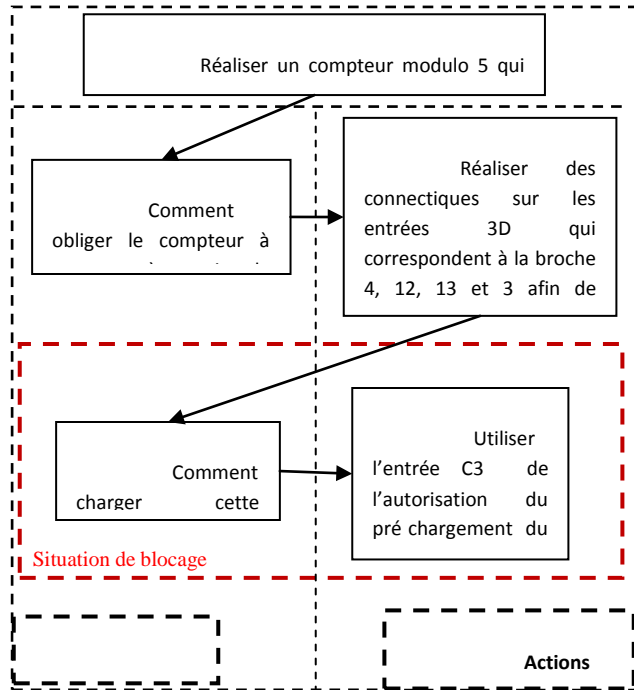 Réaliser un compteur modulo 5 qui
Comment
obliger le compteur à
Réaliser des
connectiques sur les
entrées 3D qui
correspondent à la broche
4, 12, 13 et 3 afin de
Comment
charger cette
Utiliser
l'entrée C3 de
l'autorisation du
pré chargement du
Situation de blocage
Actions